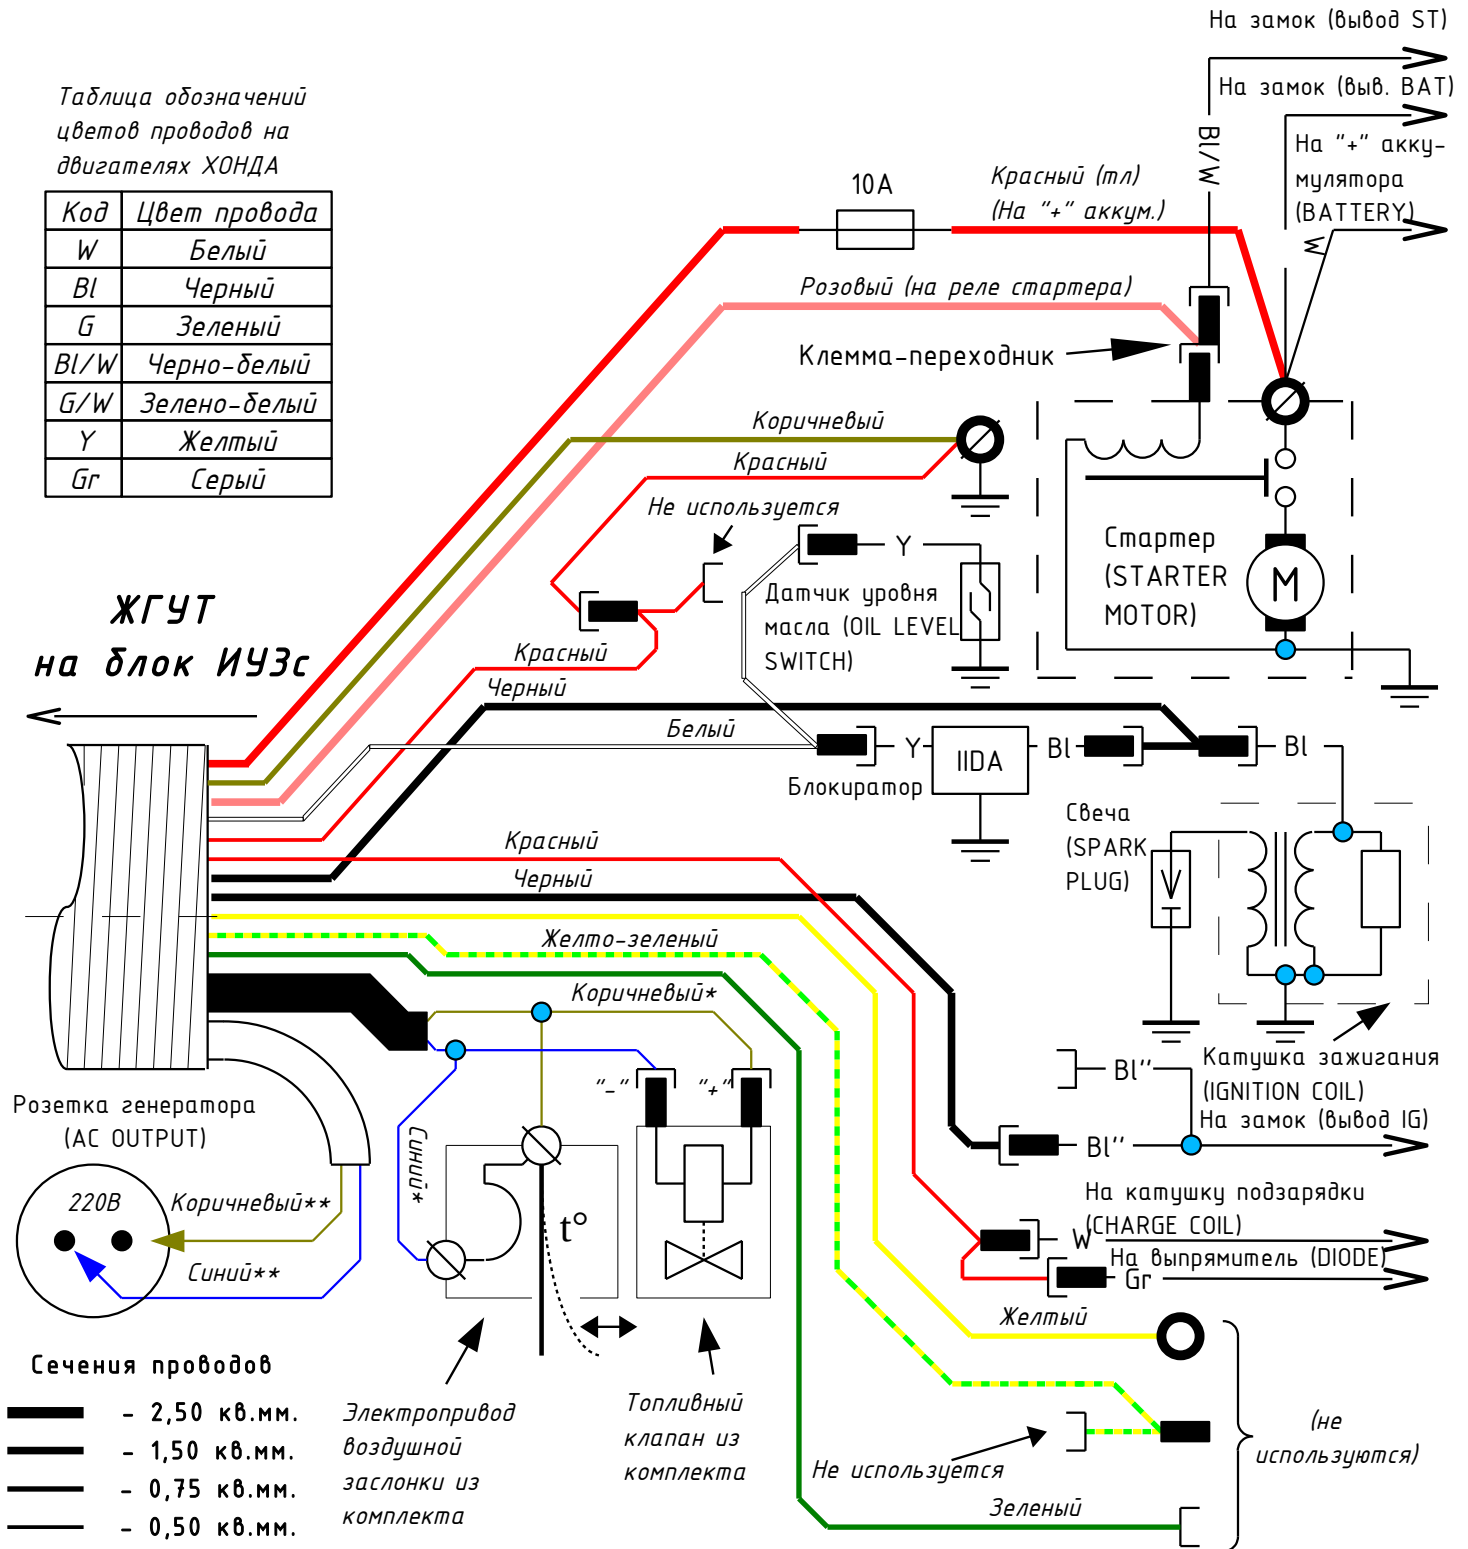 На замок (вывод ST)
На замок (выв. BAT)
На "+" акку-
мулятора
(BATTERY)
Bl/W
W
Таблица обозначений
цветов проводов на
двигателях ХОНДА
Код Цвет провода
W Белый
Bl Черный
G Зеленый
Bl/W Черно-белый
G/W Зелено-белый
Y Желтый
Gr Серый
10А
Красный (тл)
(На "+" аккум.)
Розовый (на реле стартера)
Клемма-переходник
Коричневый
Красный
Не используется
Y
Датчик уровня
масла (OIL LEVEL
SWITCH)
Стартер
(STARTER
MOTOR)
M
ЖГУТ
на блок ИУЗс
Красный
Черный
Белый
Y
IIDA
Bl
Bl
Блокиратор
Свеча
(SPARK
PLUG)
Красный
Черный
Желто-зеленый
Коричневый*
Катушка зажигания
(IGNITION COIL)
Bl''
На замок (вывод IG)
Bl''
"-"
"+"
Синий*
t°
Розетка генератора
(AC OUTPUT)
220В
Коричневый**
Синий**
На катушку подзарядки
(CHARGE COIL)
W
На выпрямитель (DIODE)
Gr
Желтый
Сечения проводов
- 2,50 кв.мм.
- 1,50 кв.мм.
- 0,75 кв.мм.
- 0,50 кв.мм.
Электропривод
воздушной
заслонки из
комплекта
Топливный
клапан из
комплекта
Не используется
(не
используются)
Зеленый